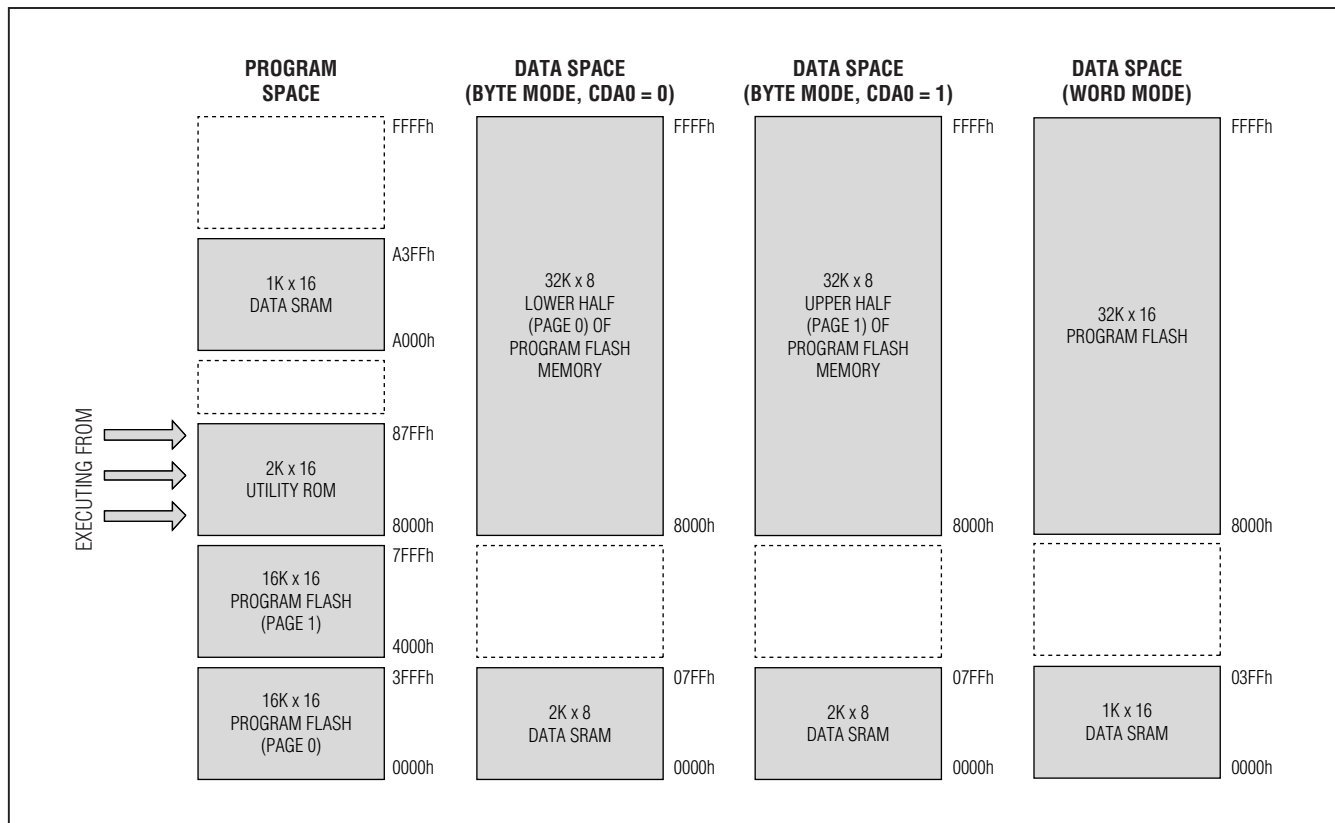 PROGRAM
SPACE
FFFFh
A3FFh
1K x 16
DATA SRAM
A000h
EXECUTING FROM
87FFh
2K x 16
UTILITY ROM
8000h
7FFFh
16K x 16
PROGRAM FLASH
(PAGE 1)
4000h
3FFFh
16K x 16
PROGRAM FLASH
(PAGE 0)
0000h
DATA SPACE
(BYTE MODE, CDA0 = 0)
FFFFh
32K x 8
LOWER HALF
(PAGE 0) OF
PROGRAM FLASH
MEMORY
8000h
07FFh
2K x 8
DATA SRAM
0000h
DATA SPACE
(BYTE MODE, CDA0 = 1)
FFFFh
32K x 8
UPPER HALF
(PAGE 1) OF
PROGRAM FLASH
MEMORY
8000h
07FFh
2K x 8
DATA SRAM
0000h
DATA SPACE
(WORD MODE)
FFFFh
32K x 16
PROGRAM FLASH
8000h
03FFh
1K x 16
DATA SRAM
0000h